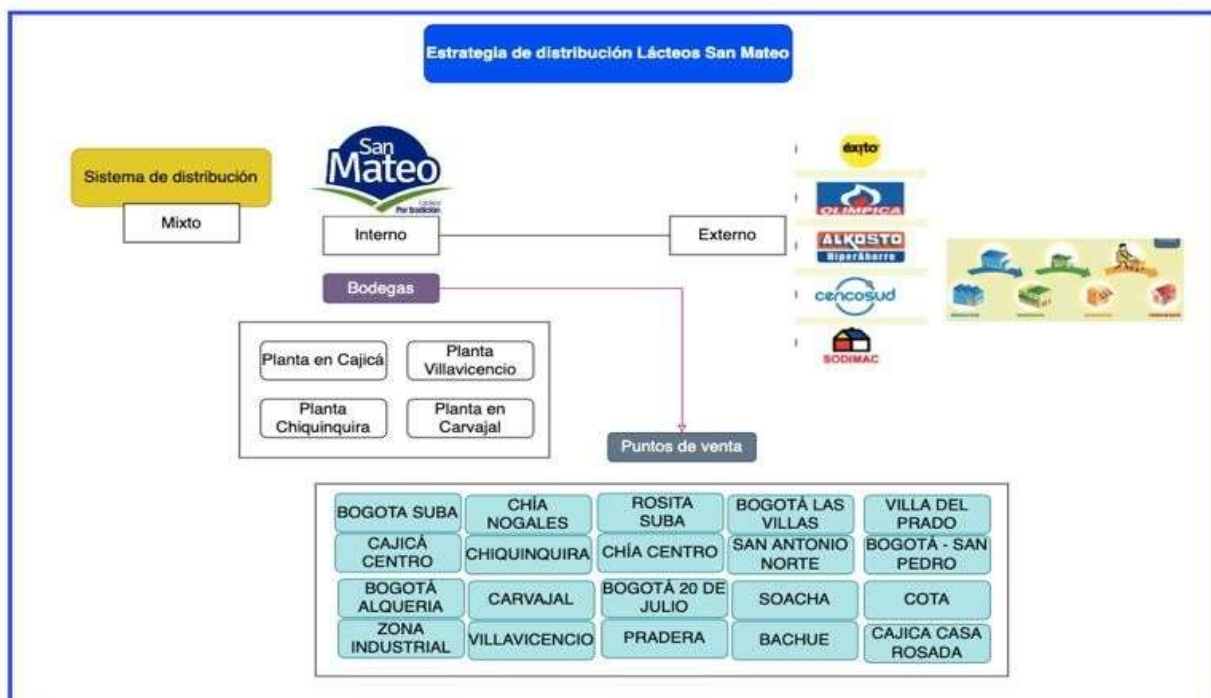 Estrategia de distribución Lácteos San Mateo
Sistema de distribución
Mixto
San
Mateo
Por tradición
Interno
Externo
éxito
OLIMPICA
ALKOSTO
HiperAhorro
cencosud
SODIMAC
Bodegas
Planta en Cajicá
Planta
Villavicencio
Planta
Chiquinquira
Planta en
Carvajal
Puntos de venta
BOGOTA SUBA
CHÍA
NOGALES
ROSITA
SUBA
BOGOTÁ LAS
VILLAS
VILLA DEL
PRADO
CAJICÁ
CENTRO
CHIQUINQUIRA
CHÍA CENTRO
SAN ANTONIO
NORTE
BOGOTÁ - SAN
PEDRO
BOGOTÁ
ALQUERIA
CARVAJAL
BOGOTÁ 20 DE
JULIO
SOACHA
COTA
ZONA
INDUSTRIAL
VILLAVICENCIO
PRADERA
BACHUE
CAJICA CASA
ROSADA